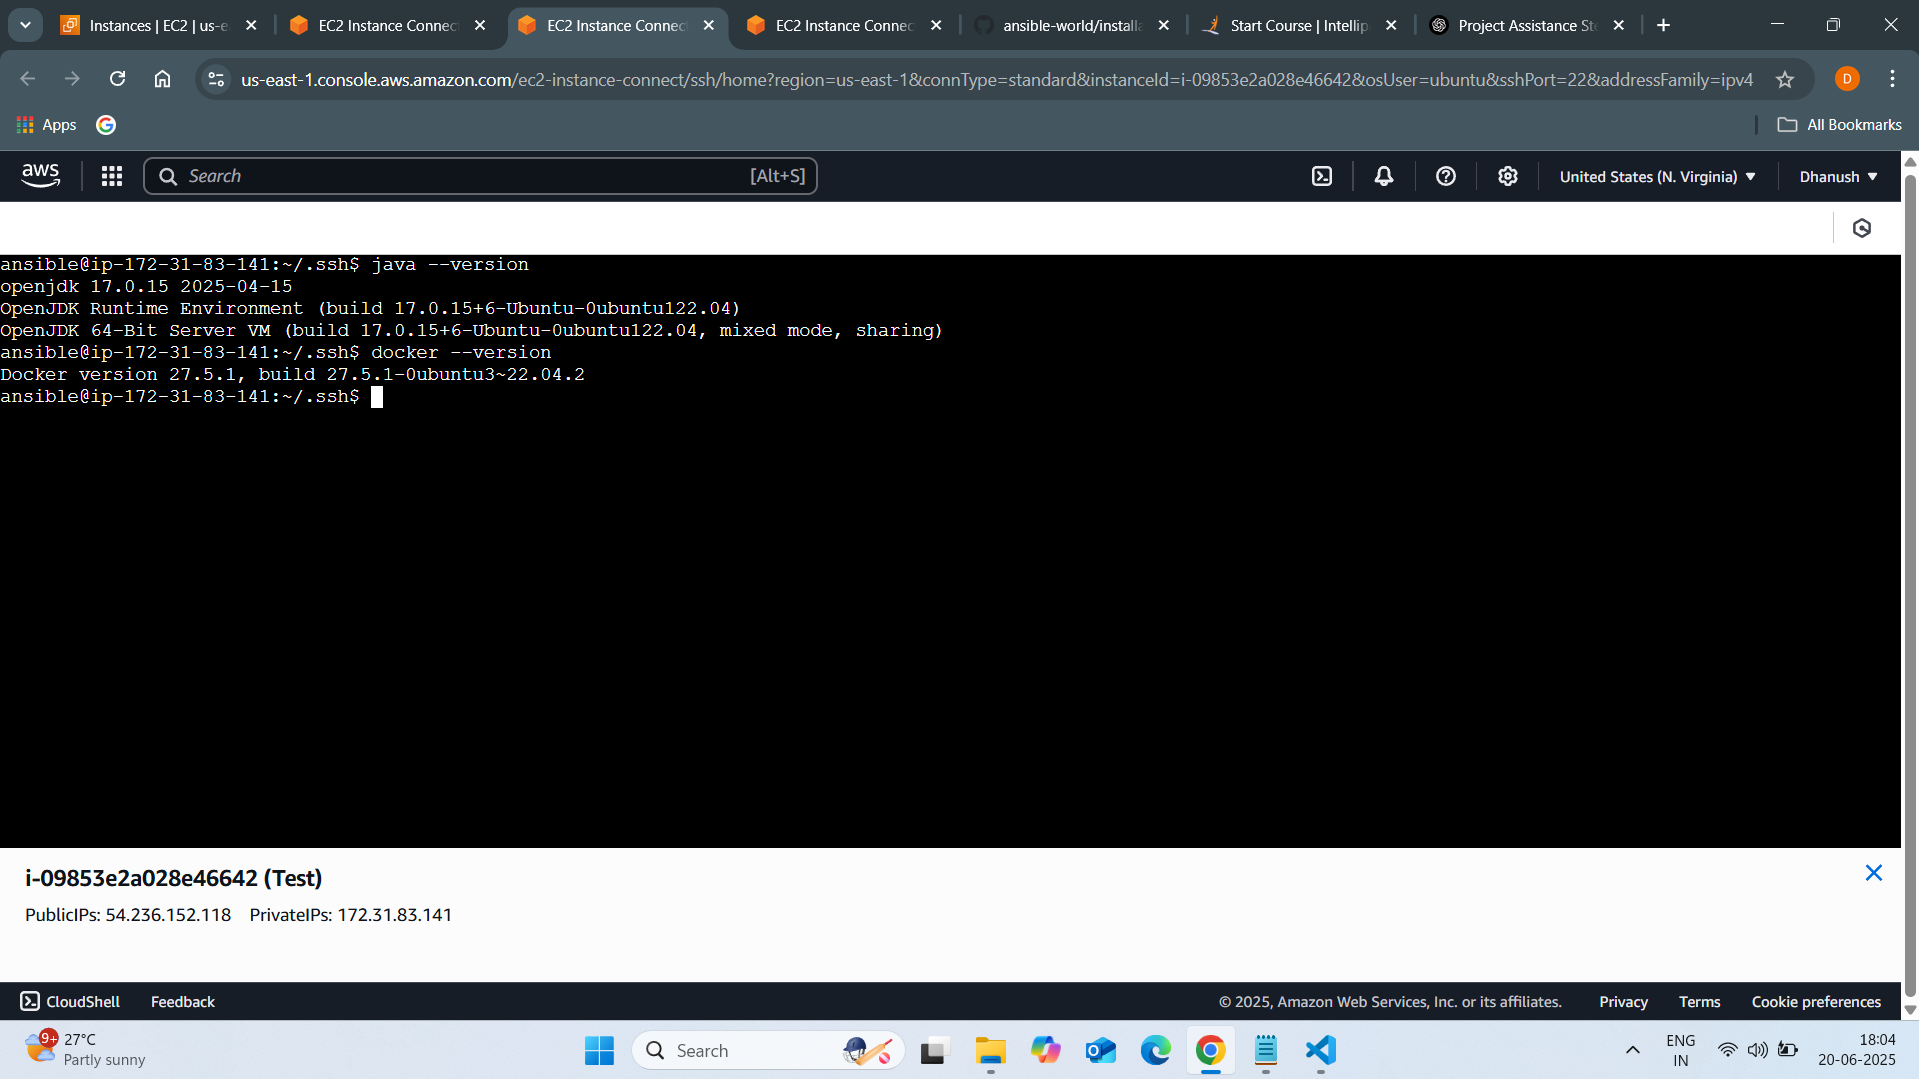 Instances | EC2 | us-e
EC2 Instance Connect
EC2 Instance Connect
EC2 Instance Connec
ansible-world/installa
Start Course | Intellip
Project Assistance Ste
us-east-1.console.aws.amazon.com/ec2-instance-connect/ssh/home?region=us-east-1&connType=standard&instanceId=i-09853e2a028e46642&osUser=ubuntu&sshPort=22&addressFamily=ipv4
D
Apps
All Bookmarks
aws
Search
[Alt+S]
United States (N. Virginia)
Dhanush
ansible@ip-172-31-83-141:~/.ssh$ java --version
openjdk 17.0.15 2025-04-15
OpenJDK Runtime Environment (build 17.0.15+6-Ubuntu-0ubuntu122.04)
OpenJDK 64-Bit Server VM (build 17.0.15+6-Ubuntu-0ubuntu122.04, mixed mode, sharing)
ansible@ip-172-31-83-141:~/.ssh$ docker --version
Docker version 27.5.1, build 27.5.1-0ubuntu3~22.04.2
ansible@ip-172-31-83-141:~/.ssh$
i-09853e2a028e46642 (Test)
PublicIPs: 54.236.152.118 PrivateIPs: 172.31.83.141
CloudShell
Feedback
© 2025, Amazon Web Services, Inc. or its affiliates.
Privacy
Terms
Cookie preferences
9+
27°C
Partly sunny
Search
ENG
IN
18:04
20-06-2025